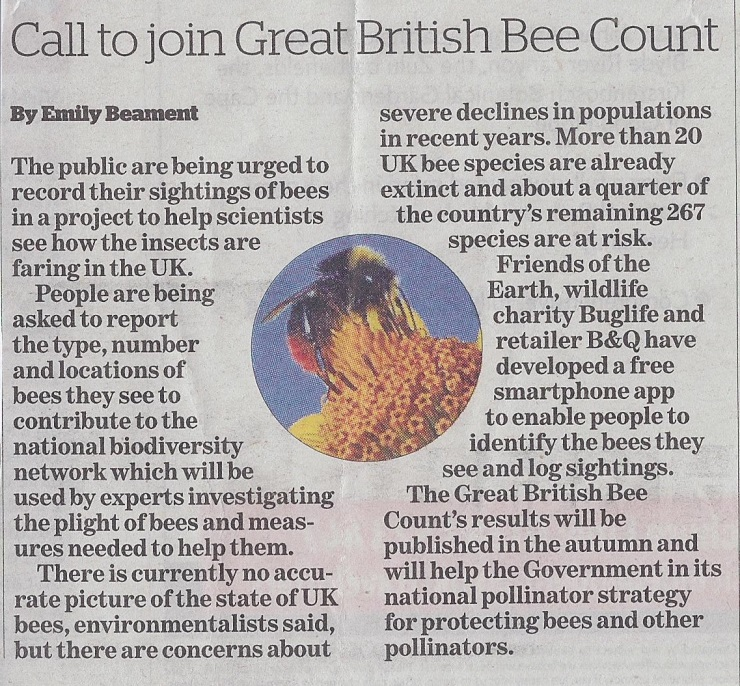 Call to join Great British Bee Count
By Emily Beament
The public are being urged to
record their sightings of bees
in a project to help scientists
see how the insects are
faring in the UK.
People are being
asked to report
the type, number
and locations of
bees they see to
contribute to the
national biodiversity
network which will be
used by experts investigating
the plight of bees and meas-
ures needed to help them.
There is currently no accu-
rate picture of the state of UK
bees, environmentalists said,
but there are concerns about
severe declines in populations
in recent years. More than 20
UK bee species are already
extinct and about a quarter of
the country's remaining 267
species are at risk.
Friends of the
Earth, wildlife
charity Buglife and
retailer B&Q have
developed a free
smartphone app
to enable people to
identify the bees they
see and log sightings.
The Great British Bee
Count's results will be
published in the autumn and
will help the Government in its
national pollinator strategy
for protecting bees and other
pollinators.